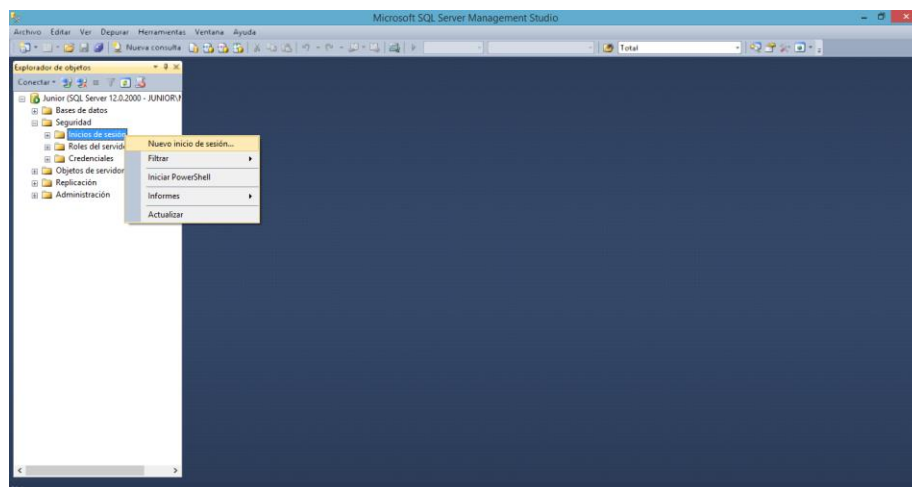 Microsoft SQL Server Management Studio
Archivo Editar Ver Depurar Herramientas Ventana Ayuda
Nueva consulta
Total
Explorador de objetos
Conectar
Junior (SQL Server 12.0.2000 - JUNIOR\
Bases de datos
Seguridad
Inicios de sesión
Nuevo inicio de sesión...
Roles del servid
Filtrar
Credenciales
Objetos de servidor
Iniciar PowerShell
Replicación
Administración
Informes
Actualizar